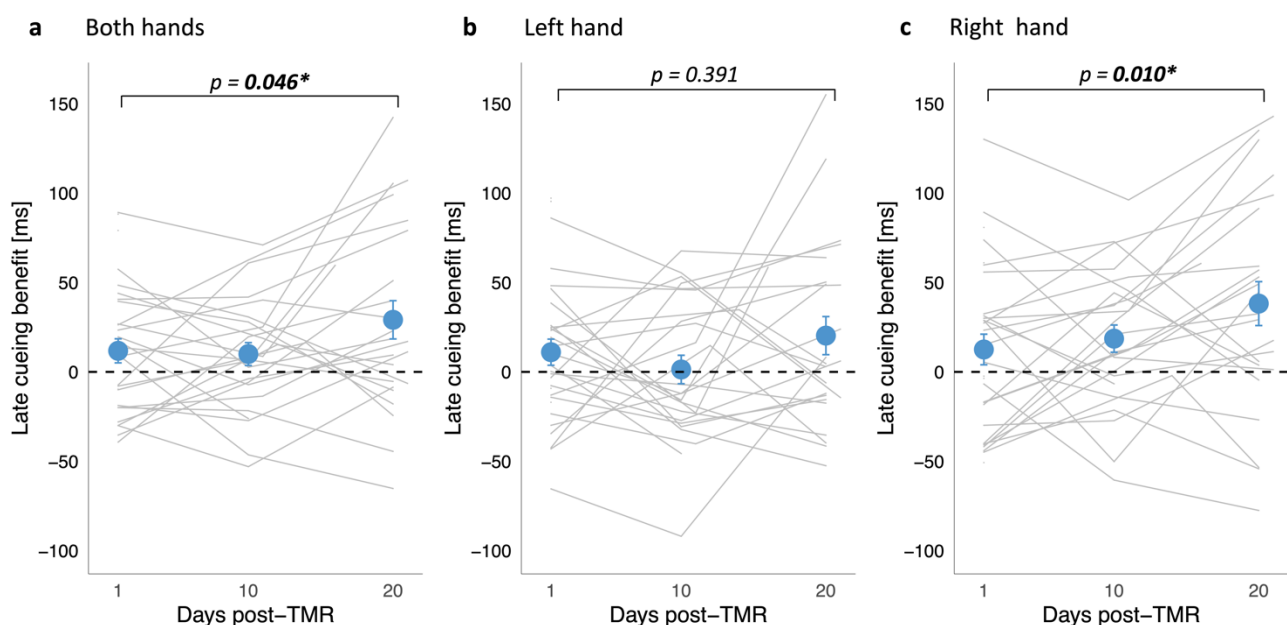 a Both hands
p = 0.046*
150
100
50
0
−50
−100
Late cueing benefit [ms]
1 10 20
Days post−TMR
b Left hand
p = 0.391
150
100
50
0
−50
−100
Late cueing benefit [ms]
1 10 20
Days post−TMR
c Right hand
p = 0.010*
150
100
50
0
−50
−100
Late cueing benefit [ms]
1 10 20
Days post−TMR